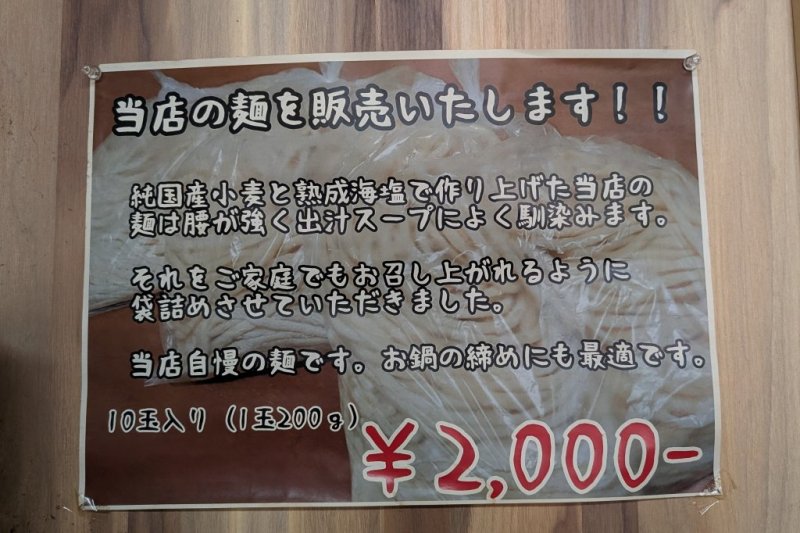 当店の麺を販売いたします！！
純国産小麦と熟成海塩で作り上げた当店の
麺は腰が強く出汁スープによく馴染みます。
それをご家庭でもお召し上がれるように
袋詰めさせていただきました。
当店自慢の麺です。お鍋の締めにも最適です。
10玉入り（1玉200g）
￥2,000-